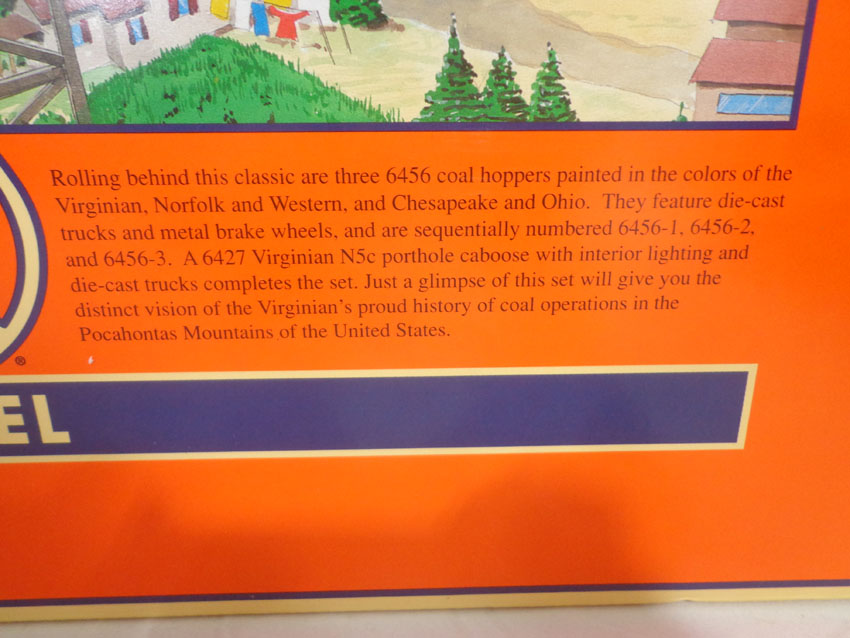 Rolling behind this classic are three 6456 coal hoppers painted in the colors of the
Virginian, Norfolk and Western, and Chesapeake and Ohio. They feature die-cast
trucks and metal brake wheels, and are sequentially numbered 6456-1, 6456-2,
and 6456-3. A 6427 Virginian N5c porthole caboose with interior lighting and
die-cast trucks completes the set. Just a glimpse of this set will give you the
distinct vision of the Virginian's proud history of coal operations in the
Pocahontas Mountains of the United States.
®
EL